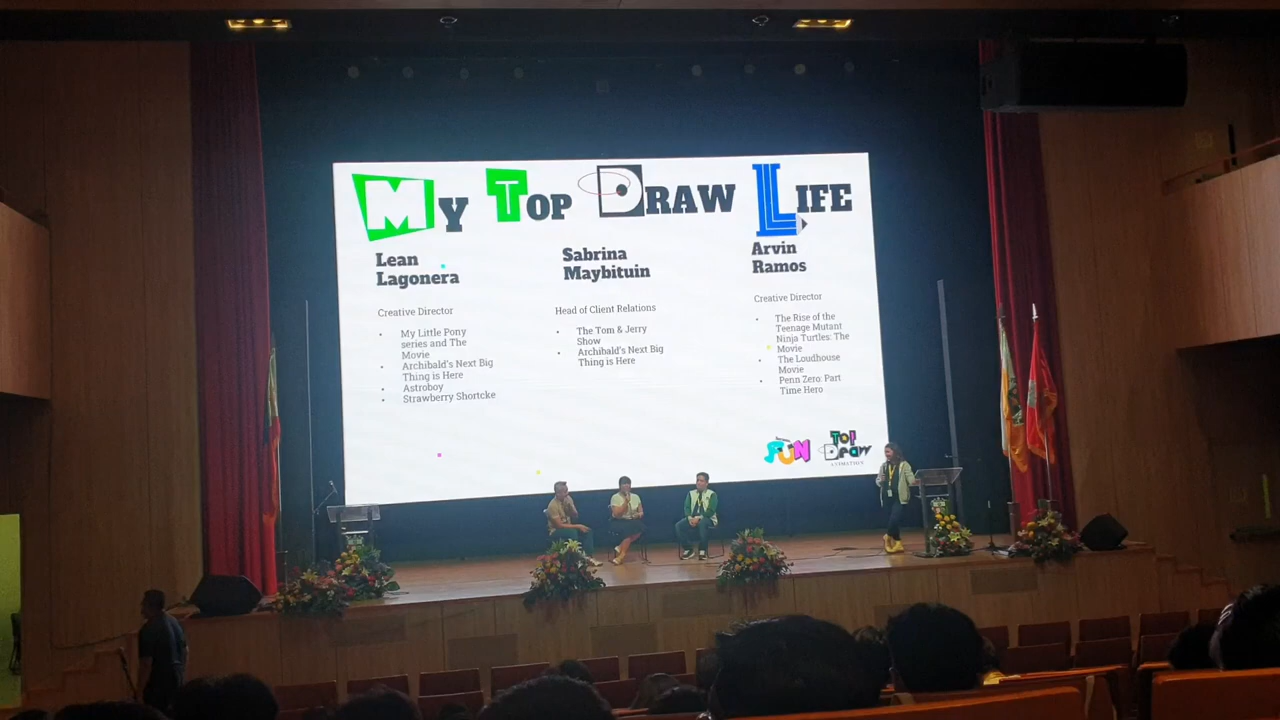 MY TOP DRAW LIFE
Lean
Lagonera
Creative Director
• My Little Pony
series and The
Movie
• Archibald's Next Big
Thing is Here
• Astroboy
• Strawberry Shortcke
Sabrina
Maybituin
Head of Client Relations
• The Tom & Jerry
Show
• Archibald's Next Big
Thing is Here
Arvin
Ramos
Creative Director
• The Rise of the
Teenage Mutant
Ninja Turtles: The
Movie
• The Loudhouse
Movie
• Penn Zero: Part
Time Hero
FUN
Top
Draw
ANIMATION